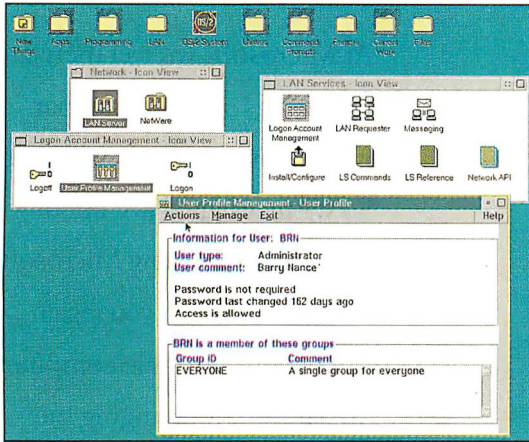 New Things
Apps
Programming
LAN
OS/2 System
Utilities
Command Prompts
Printers
Current Work
Files
Network - Icon View
LAN Server
NetWare
LAN Services - Icon View
Logon Account Management
LAN Requester
Messaging
Install/Configure
LS Commands
LS Reference
Network API
Logon Account Management - Icon View
Logoff
User Profile Management
Logon
User Profile Management - User Profile
Actions Manage Exit Help
Information for User: BRN
User type: Administrator
User comment: Barry Nance'
Password is not required
Password last changed 162 days ago
Access is allowed
BRN is a member of these groups
Group ID Comment
EVERYONE A single group for everyone